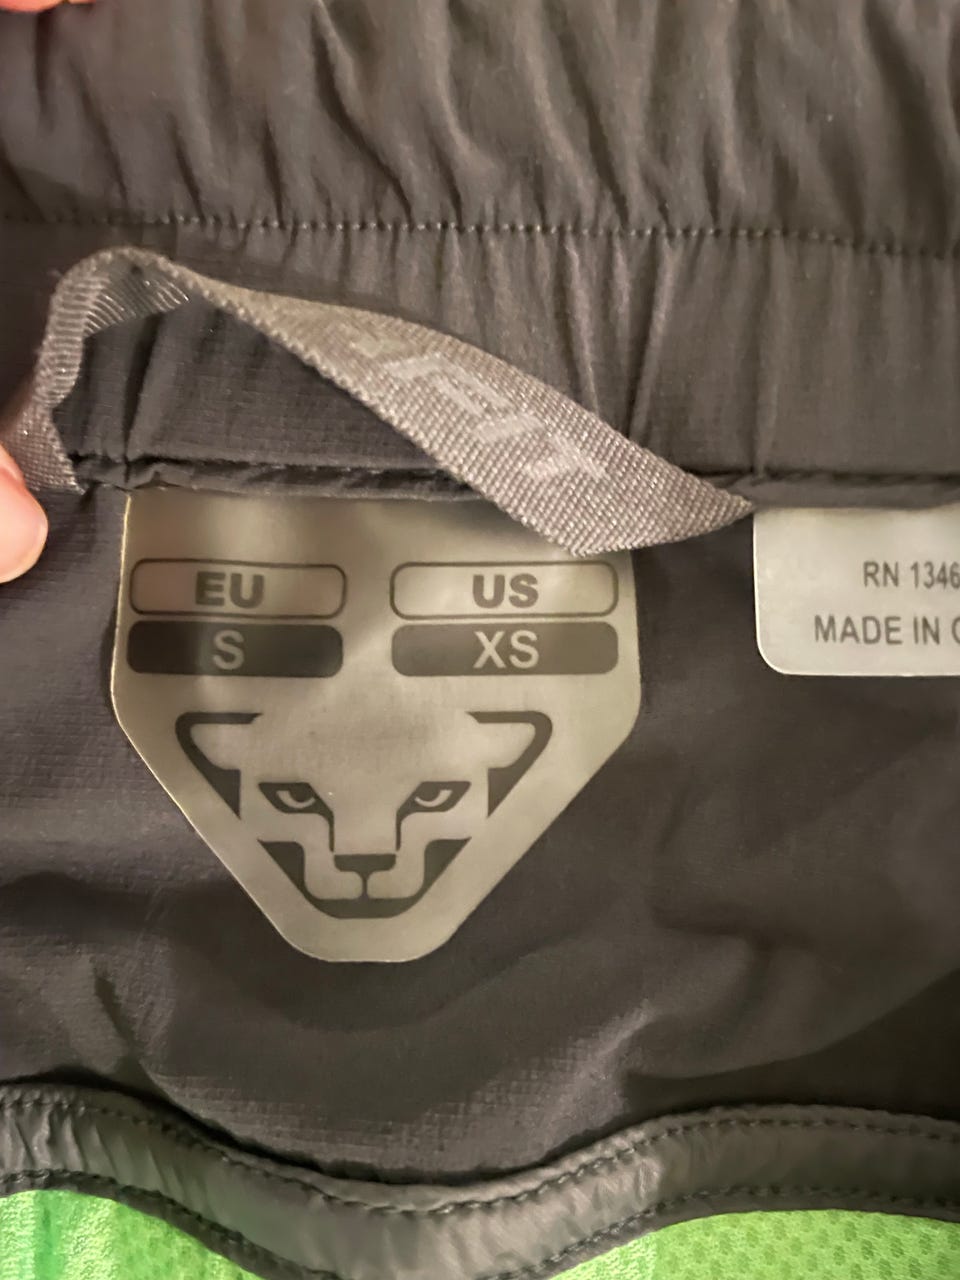 EU US
S XS
RN 1346
MADE IN